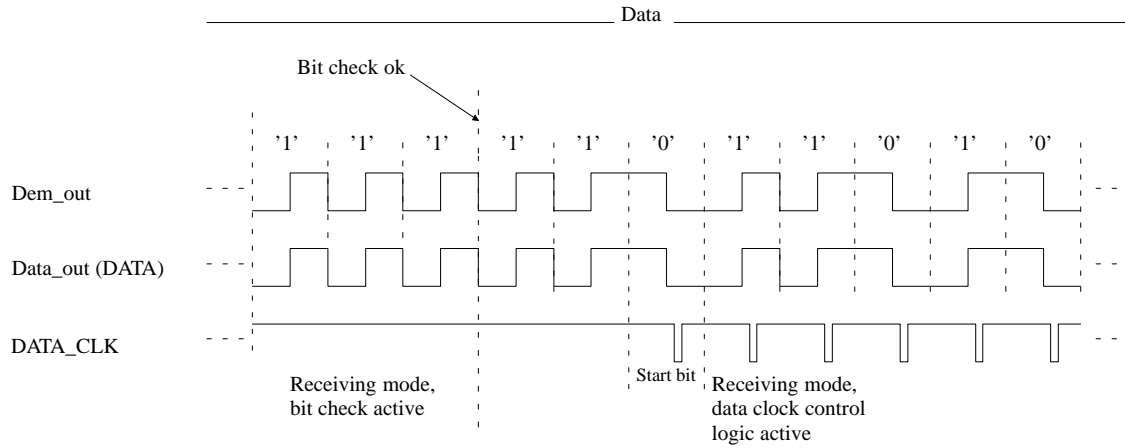 Data
Bit check ok
’1’ ’1’ ’1’ ’1’ ’1’ ’0’ ’1’ ’1’ ’0’ ’1’ ’0’
Dem_out
Data_out (DATA)
DATA_CLK
Start bit
Receiving mode,
bit check active
Receiving mode,
data clock control
logic active